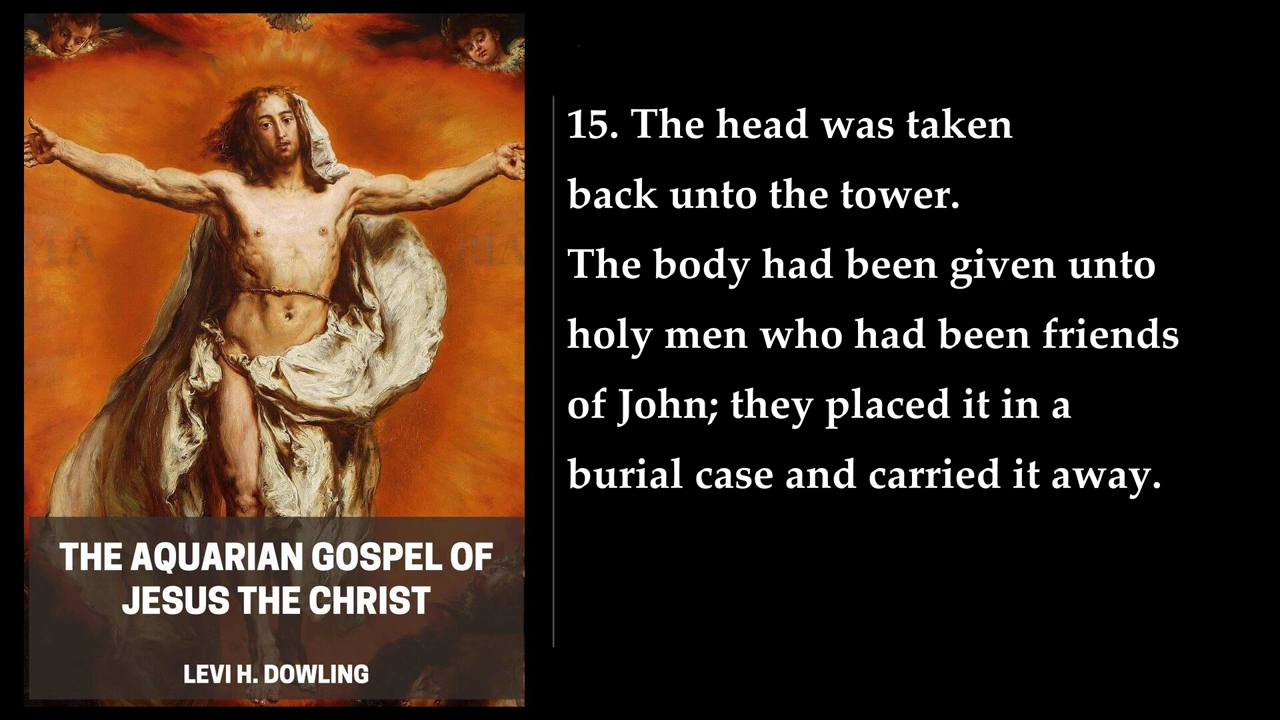 15. The head was taken
back unto the tower.
The body had been given unto
holy men who had been friends
of John; they placed it in a
burial case and carried it away.
THE AQUARIAN GOSPEL OF
JESUS THE CHRIST
LEVI H. DOWLING